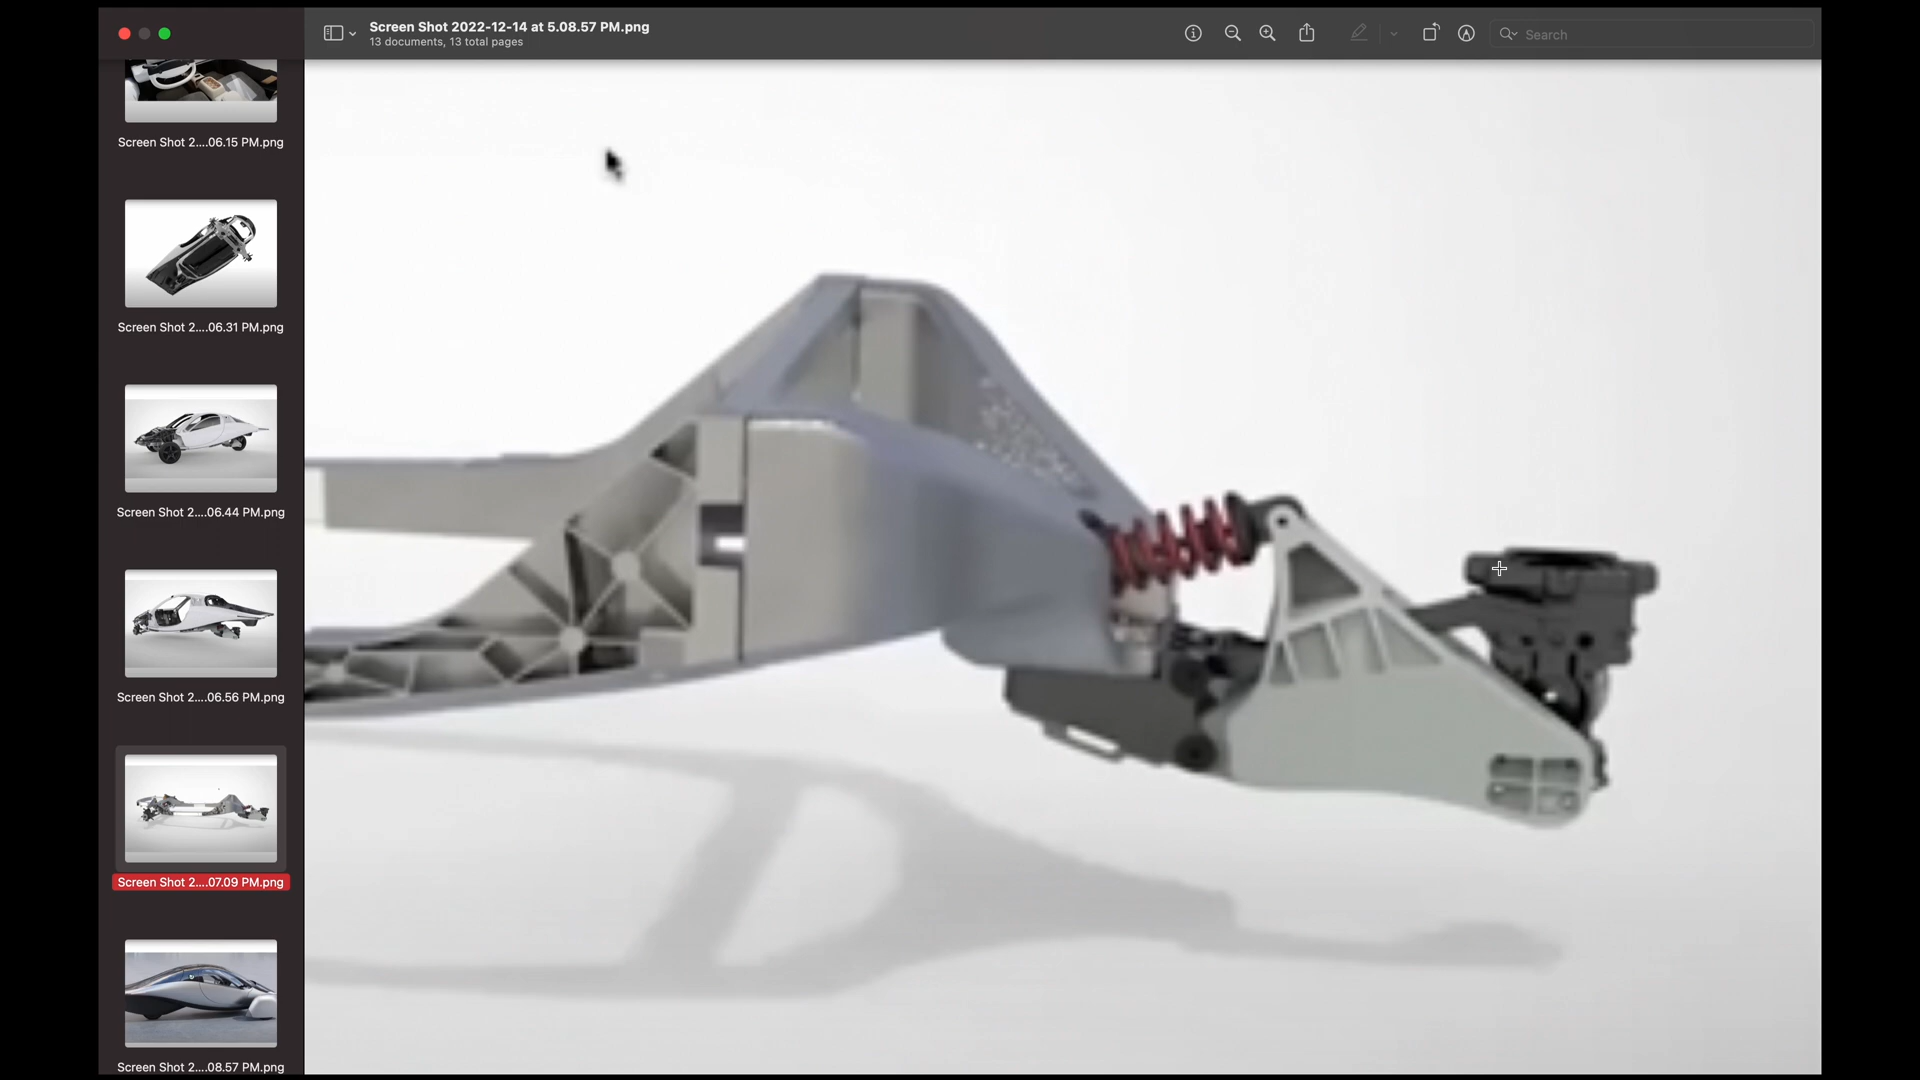 Screen Shot 2022-12-14 at 5.08.57 PM.png
13 documents, 13 total pages
Search
Screen Shot 2....06.15 PM.png
Screen Shot 2....06.31 PM.png
Screen Shot 2....06.44 PM.png
Screen Shot 2....06.56 PM.png
Screen Shot 2....07.09 PM.png
Screen Shot 2....08.57 PM.png